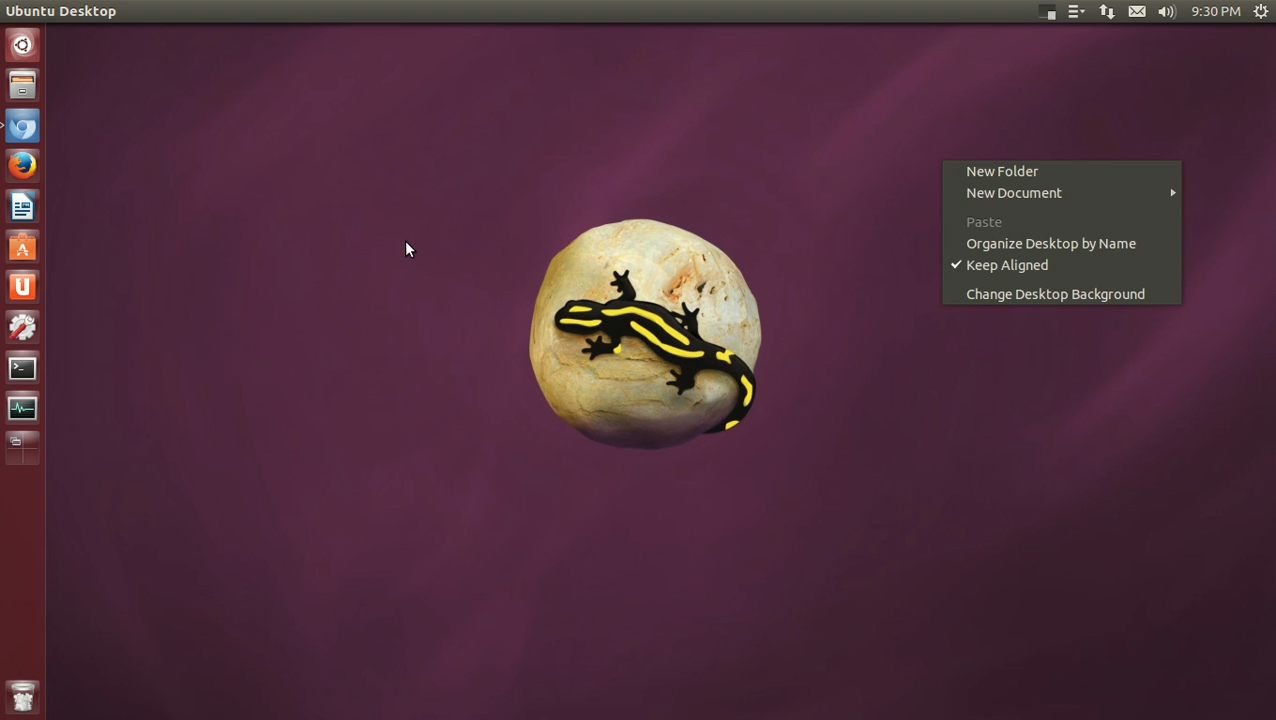 Ubuntu Desktop
9:30 PM
New Folder
New Document
Paste
Organize Desktop by Name
Keep Aligned
Change Desktop Background